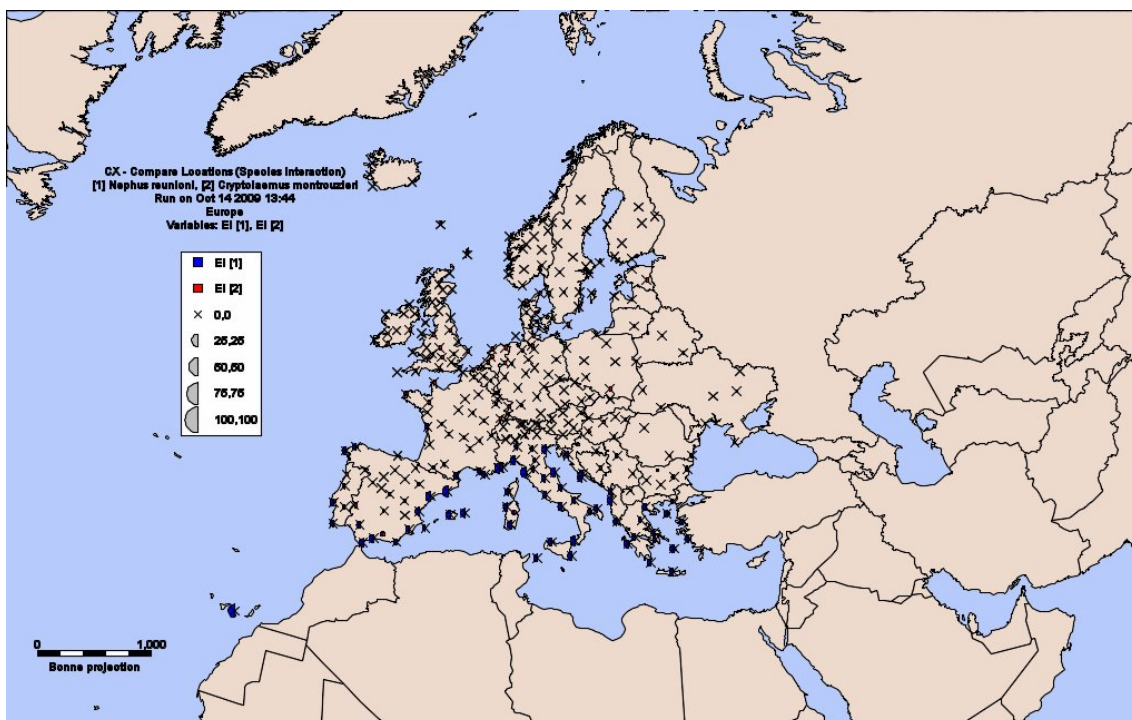 CX - Compare Locations (Species Interaction)
[1] Nephus reunioni, [2] Cryptolaemus montrouzieri
Run on Oct 14 2009 13:44
Europe
Variables: EI [1], EI [2]
EI [1]
EI [2]
0,0
25,25
50,50
75,75
100,100
0 1,000
Bonne projection